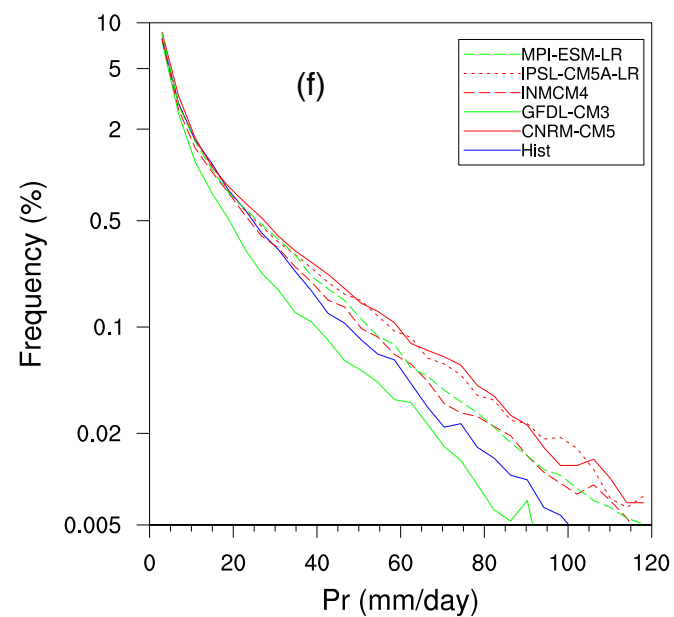 10
5
2
0.5
0.1
0.02
0.005
Frequency (%)
(f)
MPI-ESM-LR
IPSL-CM5A-LR
INMCM4
GFDL-CM3
CNRM-CM5
Hist
0 20 40 60 80 100 120
Pr (mm/day)